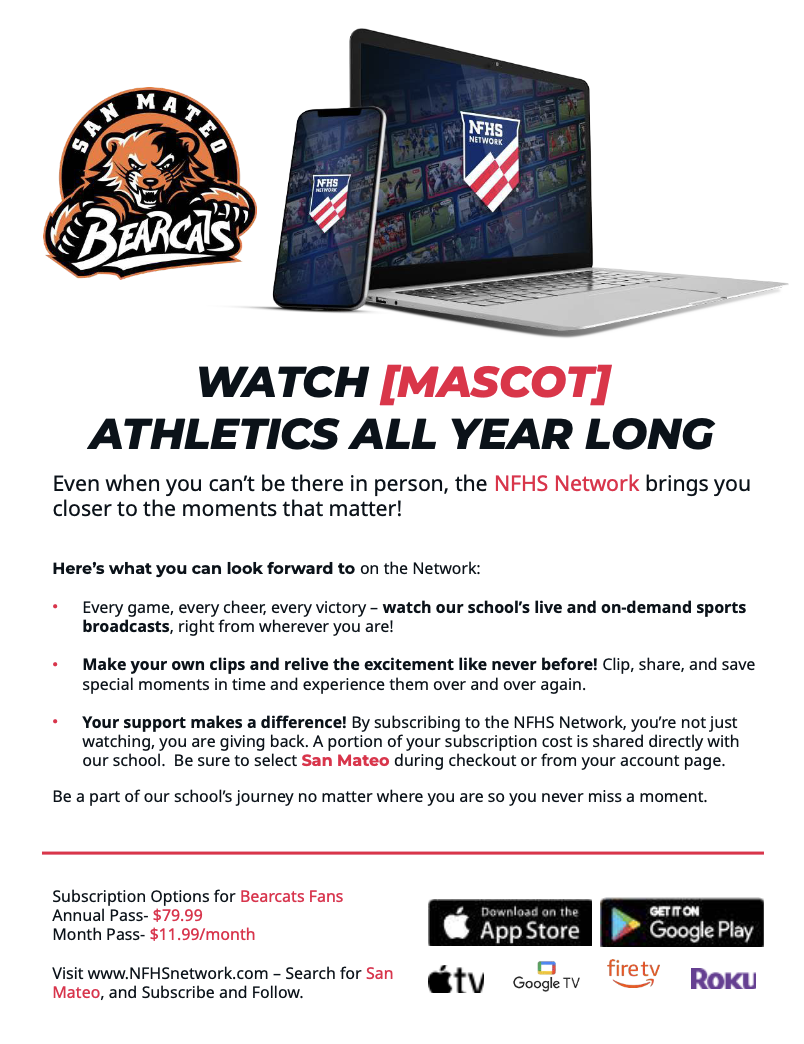 SAN MATEO
BEARCATS
NFHS
NETWORK
NFHS
NETWORK
WATCH [MASCOT]
ATHLETICS ALL YEAR LONG
Even when you can’t be there in person, the NFHS Network brings you
closer to the moments that matter!
Here’s what you can look forward to on the Network:
• Every game, every cheer, every victory – watch our school’s live and on-demand sports
broadcasts, right from wherever you are!
• Make your own clips and relive the excitement like never before! Clip, share, and save
special moments in time and experience them over and over again.
• Your support makes a difference! By subscribing to the NFHS Network, you’re not just
watching, you are giving back. A portion of your subscription cost is shared directly with
our school.  Be sure to select San Mateo during checkout or from your account page.
Be a part of our school’s journey no matter where you are so you never miss a moment.
Subscription Options for Bearcats Fans
Annual Pass- $79.99
Month Pass- $11.99/month
Visit www.NFHSnetwork.com – Search for San
Mateo, and Subscribe and Follow.
Download on the
App Store
GET IT ON
Google Play
tv
Google TV
fire tv
ROKU